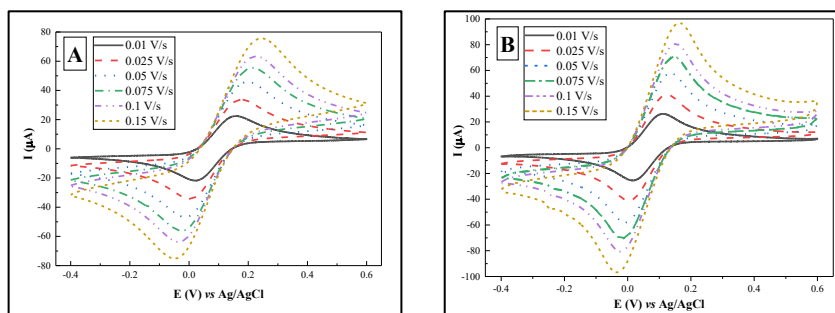 A
0.01 V/s
0.025 V/s
0.05 V/s
0.075 V/s
0.1 V/s
0.15 V/s
80
60
40
20
0
-20
-40
-60
-80
I (μA)
-0.4
-0.2
0.0
0.2
0.4
0.6
E (V) vs Ag/AgCl
B
0.01 V/s
0.025 V/s
0.05 V/s
0.075 V/s
0.1 V/s
0.15 V/s
100
80
60
40
20
0
-20
-40
-60
-80
-100
I (μA)
-0.4
-0.2
0.0
0.2
0.4
0.6
E (V) vs Ag/AgCl